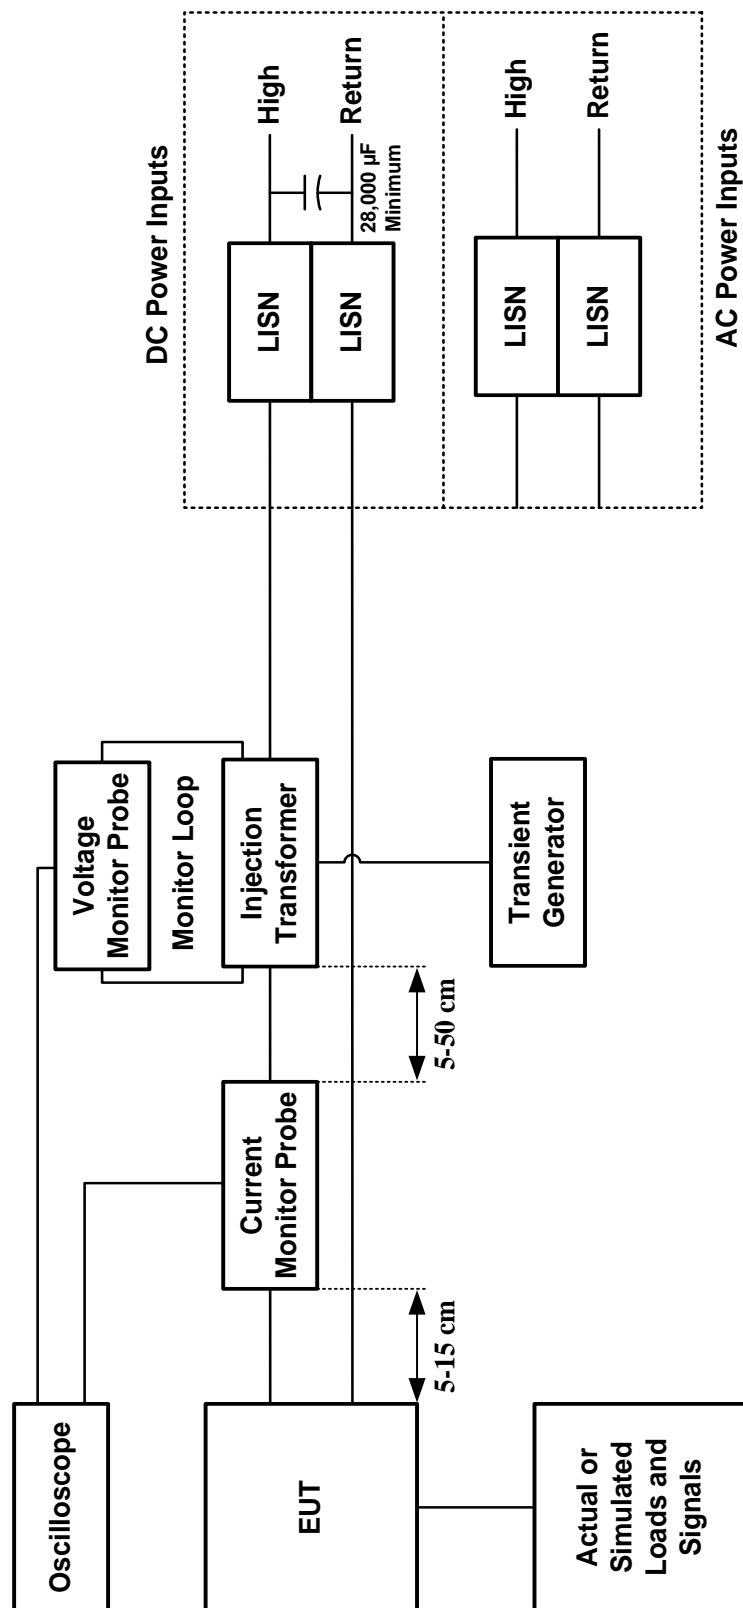 Oscilloscope
Voltage
Monitor Probe
Monitor Loop
Current
Monitor Probe
Injection
Transformer
EUT
5-15 cm
5-50 cm
Transient
Generator
Actual or
Simulated
Loads and
Signals
DC Power Inputs
LISN
High
LISN
Return
28,000 µF
Minimum
LISN
High
LISN
Return
AC Power Inputs